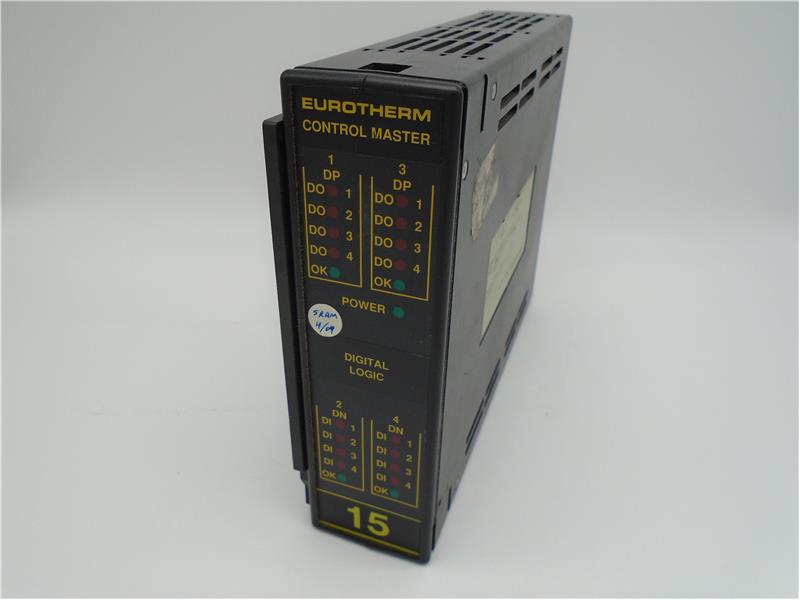 EUROTHERM
CONTROL MASTER
1
DP
DO 1
DO 2
DO 3
DO 4
OK
3
DP
DO 1
DO 2
DO 3
DO 4
OK
POWER
SRAM
4/09
DIGITAL
LOGIC
2
DN
DI 1
DI 2
DI 3
DI 4
OK
4
DN
DI 1
DI 2
DI 3
DI 4
OK
15